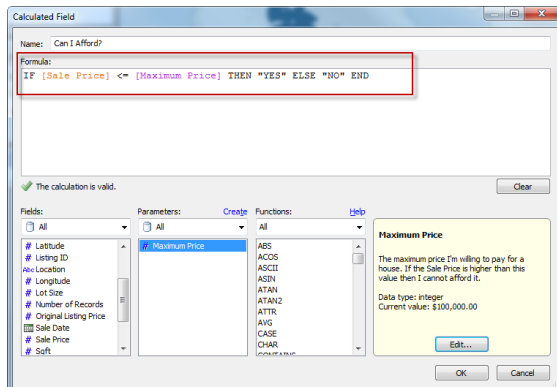 Calculated Field
Name: Can I Afford?
Formula:
IF [Sale Price] <= [Maximum Price] THEN "YES" ELSE "NO" END
The calculation is valid.
Clear
Fields:
All
# Latitude
# Listing ID
Abc Location
# Longitude
# Lot Size
# Number of Records
# Original Listing Price
Sale Date
# Sale Price
# Sqft
Parameters: Create
All
# Maximum Price
Functions: Help
All
ABS
ACOS
ASCII
ASIN
ATAN
ATAN2
ATTR
AVG
CASE
CHAR
CONTAINS
Maximum Price
The maximum price I'm willing to pay for a
house. If the Sale Price is higher than this
value then I cannot afford it.
Data type: integer
Current value: $100,000.00
Edit...
OK Cancel